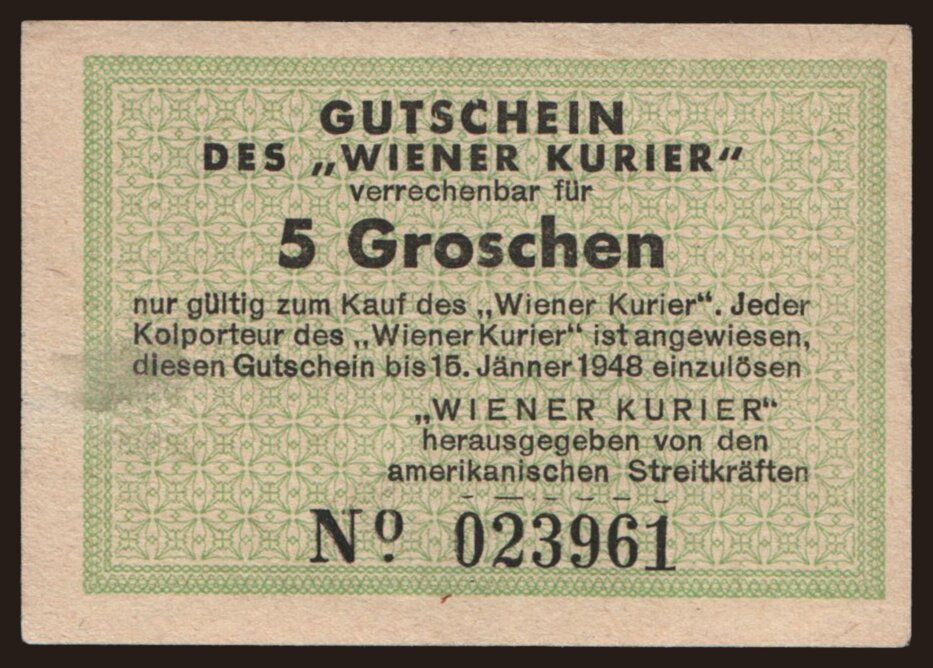 GUTSCHEIN
DES „WIENER KURIER“
verrechenbar für
5 Groschen
nur gültig zum Kauf des „Wiener Kurier“. Jeder
Kolporteur des „Wiener Kurier“ ist angewiesen,
diesen Gutschein bis 15. Jänner 1948 einzulösen
„WIENER KURIER“
herausgegeben von den
amerikanischen Streitkräften
Nº 023961